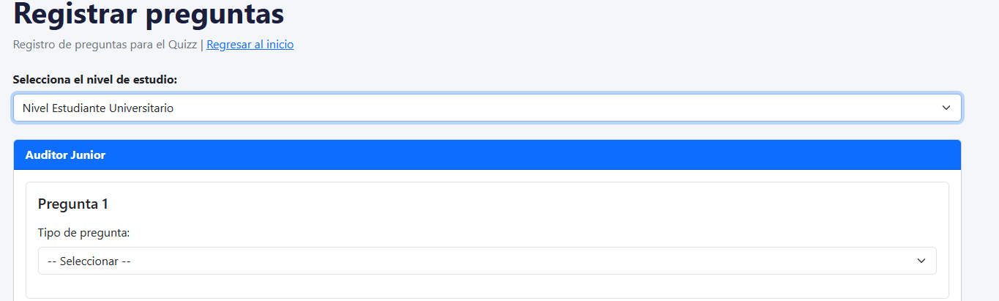 Registrar preguntas
Registro de preguntas para el Quizz | Regresar al inicio
Selecciona el nivel de estudio:
Nivel Estudiante Universitario
Auditor Junior
Pregunta 1
Tipo de pregunta:
-- Seleccionar --